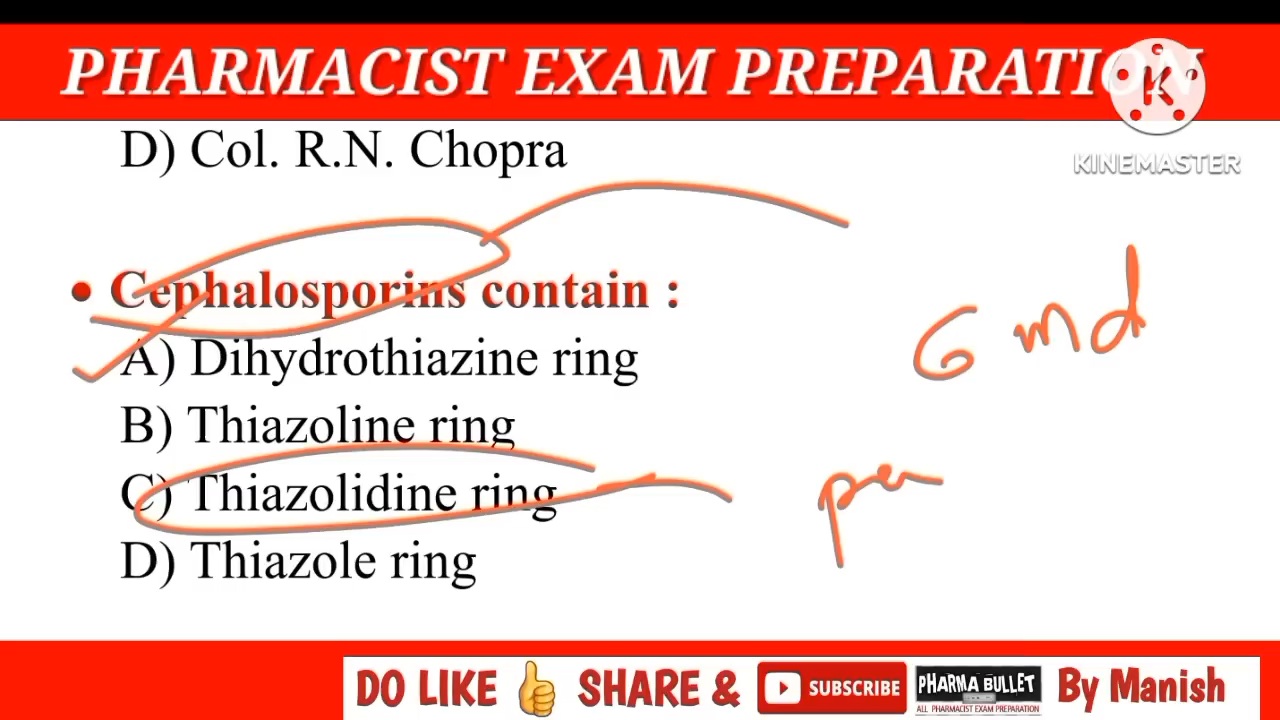 PHARMACIST EXAM PREPARATION
KINEMASTER
D) Col. R.N. Chopra
• Cephalosporins contain :
A) Dihydrothiazine ring
B) Thiazoline ring
C) Thiazolidine ring
D) Thiazole ring
6 md
pe
DO LIKE SHARE & SUBSCRIBE PHARMA BULLET By Manish
ALL PHARMACIST EXAM PREPARATION